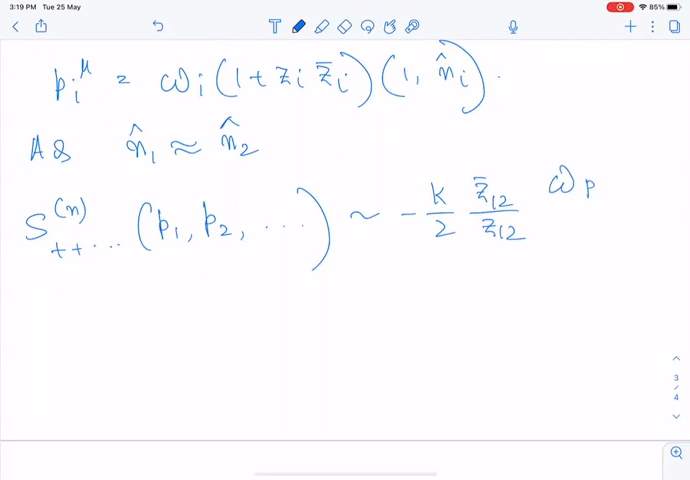 3:19 PM Tue 25 May
85%
p_i^μ = ω_i (1 + z_i z̄_i) (1, n̂_i) .
As n̂_1 ≈ n̂_2
S_{++...}^{(n)} (p_1, p_2, ....) ~ - K/2 z̄_12/z_12 ω_p
3
/
4